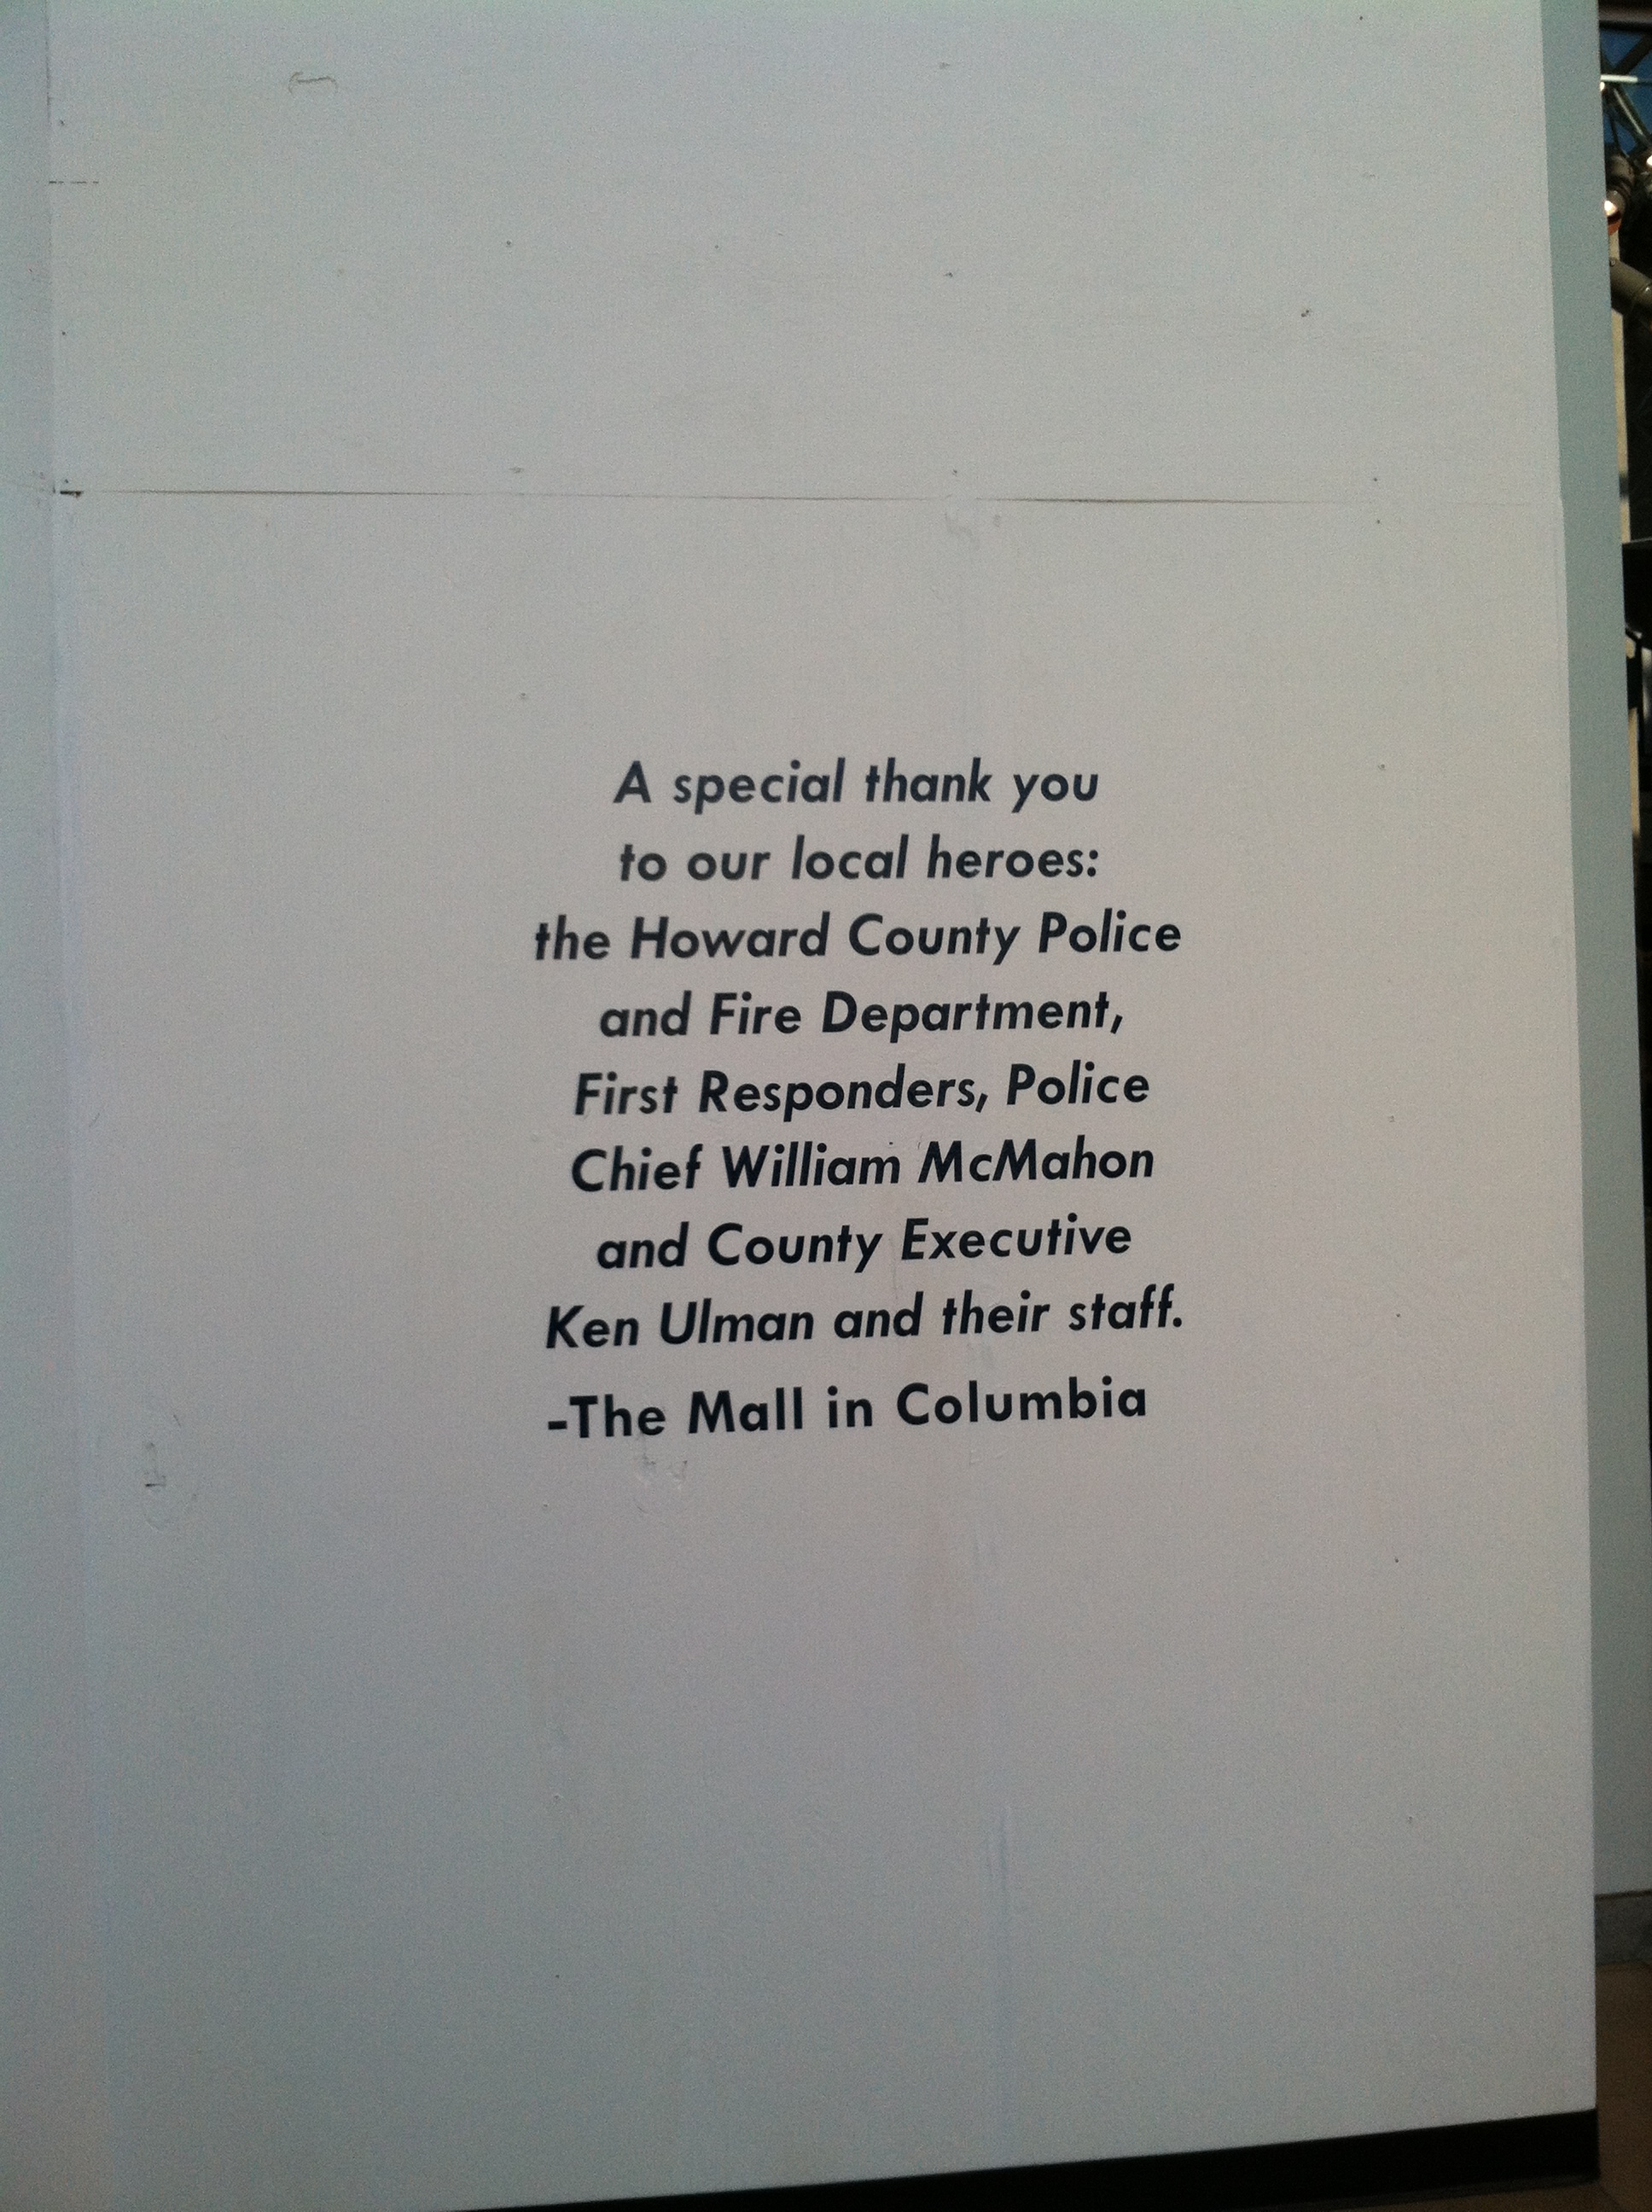 A special thank you
to our local heroes:
the Howard County Police
and Fire Department,
First Responders, Police
Chief William McMahon
and County Executive
Ken Ulman and their staff.
-The Mall in Columbia